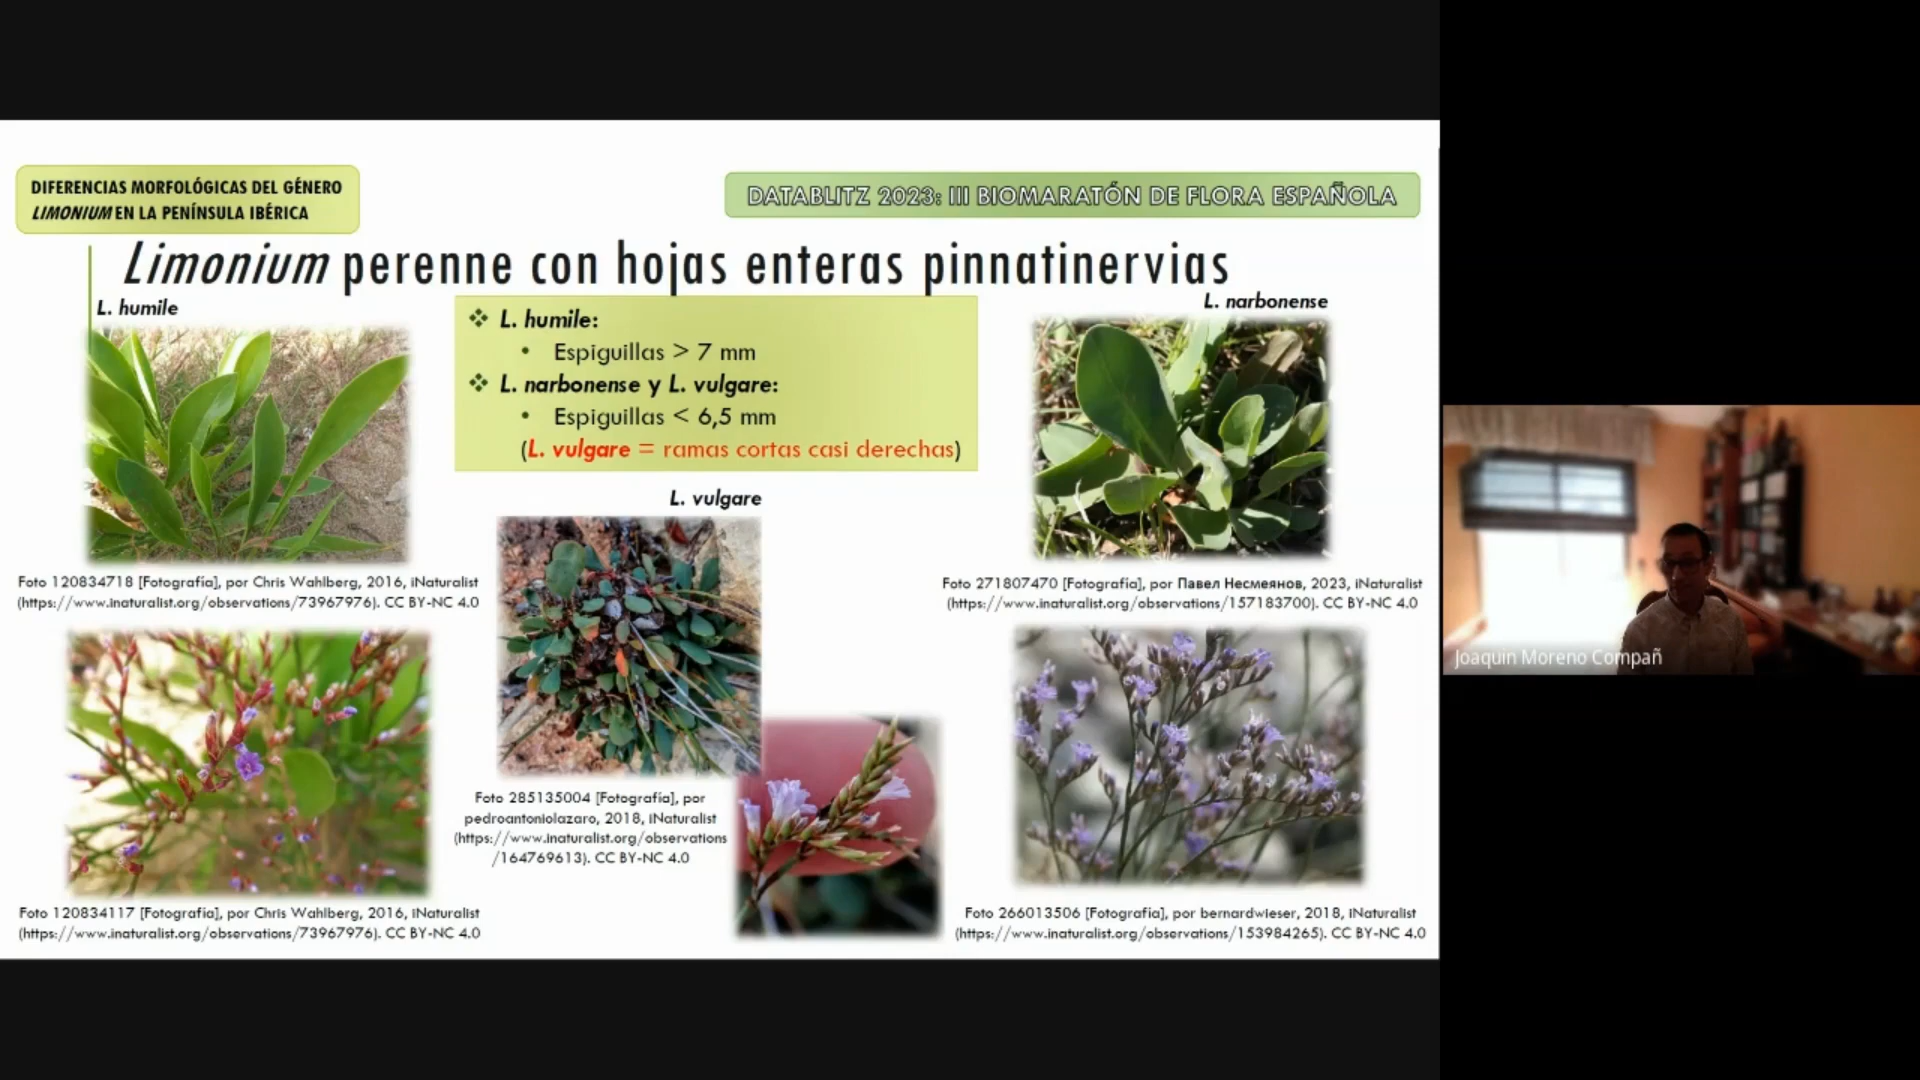 DIFERENCIAS MORFOLÓGICAS DEL GÉNERO
LIMONIUM EN LA PENÍNSULA IBÉRICA
DATABLITZ 2023: III BIOMARATÓN DE FLORA ESPAÑOLA
Limonium perenne con hojas enteras pinnatinervias
L. humile
❖ L. humile:
• Espiguillas > 7 mm
❖ L. narbonense y L. vulgare:
• Espiguillas < 6,5 mm
(L. vulgare = ramas cortas casi derechas)
L. narbonense
L. vulgare
Foto 120834718 [Fotografía], por Chris Wahlberg, 2016, iNaturalist
(https://www.inaturalist.org/observations/73967976). CC BY-NC 4.0
Foto 271807470 [Fotografía], por Павел Несмеянов, 2023, iNaturalist
(https://www.inaturalist.org/observations/157183700). CC BY-NC 4.0
Foto 285135004 [Fotografía], por
pedroantoniolazaro, 2018, iNaturalist
(https://www.inaturalist.org/observations
/164769613). CC BY-NC 4.0
Foto 120834117 [Fotografía], por Chris Wahlberg, 2016, iNaturalist
(https://www.inaturalist.org/observations/73967976). CC BY-NC 4.0
Foto 266013506 [Fotografía], por bernardwieser, 2018, iNaturalist
(https://www.inaturalist.org/observations/153984265). CC BY-NC 4.0
Joaquin Moreno Compañ